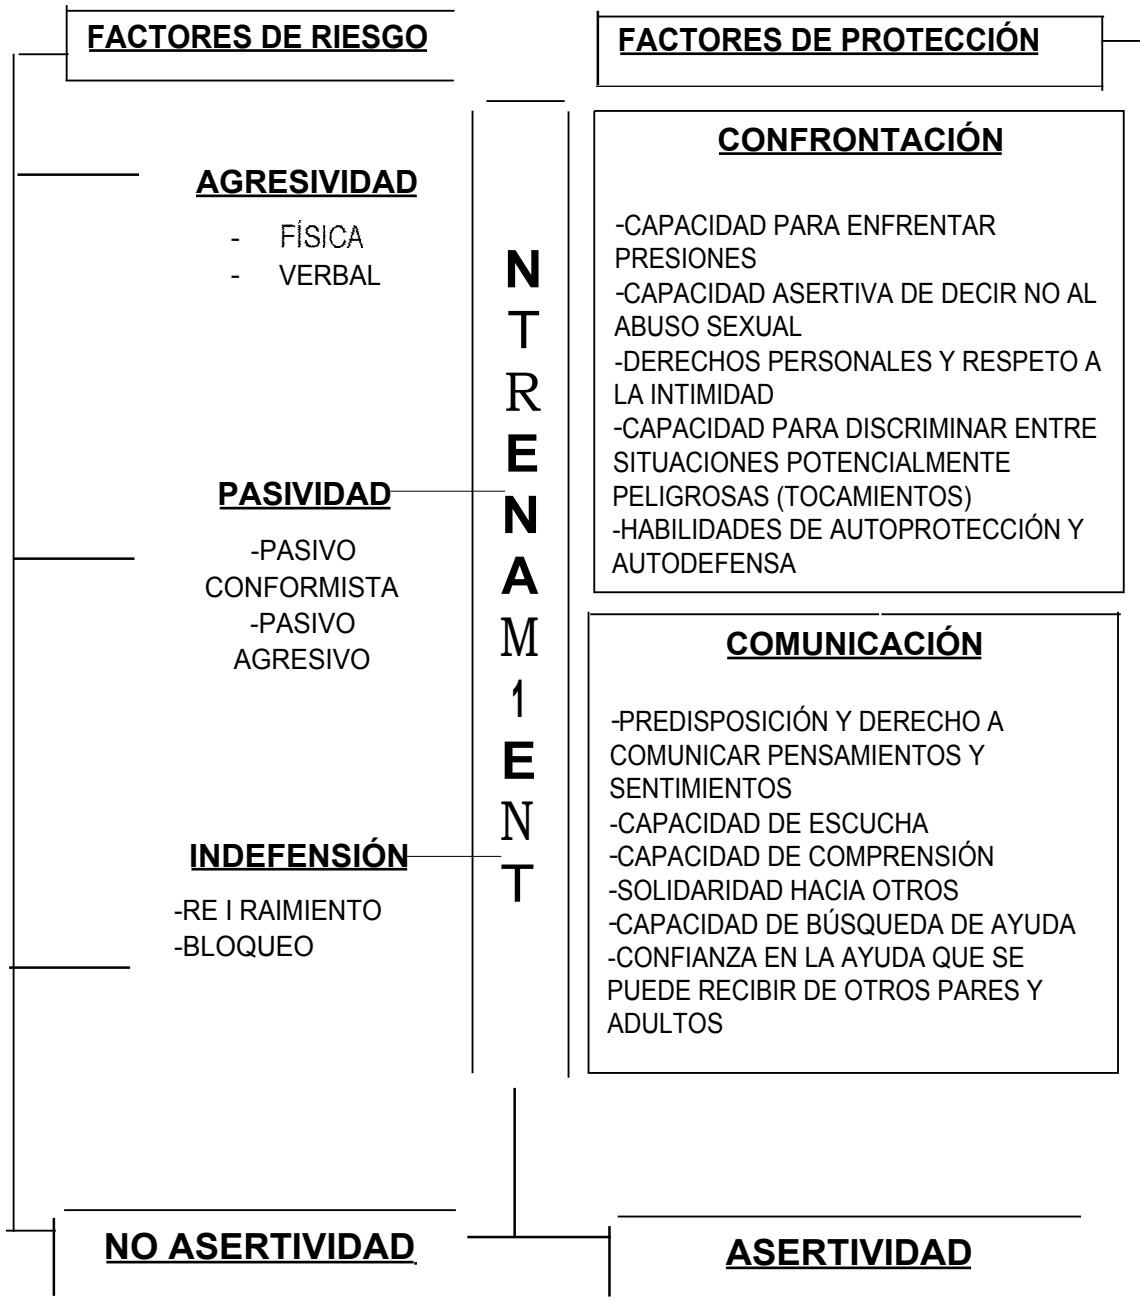 FACTORES DE RIESGO
FACTORES DE PROTECCIÓN
AGRESIVIDAD
- FÍSICA
- VERBAL
PASIVIDAD
-PASIVO
CONFORMISTA
-PASIVO
AGRESIVO
INDEFENSIÓN
-RE I RAIMIENTO
-BLOQUEO
N
T
R
E
N
A
M
1
E
N
T
CONFRONTACIÓN
-CAPACIDAD PARA ENFRENTAR
PRESIONES
-CAPACIDAD ASERTIVA DE DECIR NO AL
ABUSO SEXUAL
-DERECHOS PERSONALES Y RESPETO A
LA INTIMIDAD
-CAPACIDAD PARA DISCRIMINAR ENTRE
SITUACIONES POTENCIALMENTE
PELIGROSAS (TOCAMIENTOS)
-HABILIDADES DE AUTOPROTECCIÓN Y
AUTODEFENSA
COMUNICACIÓN
-PREDISPOSICIÓN Y DERECHO A
COMUNICAR PENSAMIENTOS Y
SENTIMIENTOS
-CAPACIDAD DE ESCUCHA
-CAPACIDAD DE COMPRENSIÓN
-SOLIDARIDAD HACIA OTROS
-CAPACIDAD DE BÚSQUEDA DE AYUDA
-CONFIANZA EN LA AYUDA QUE SE
PUEDE RECIBIR DE OTROS PARES Y
ADULTOS
NO ASERTIVIDAD
ASERTIVIDAD